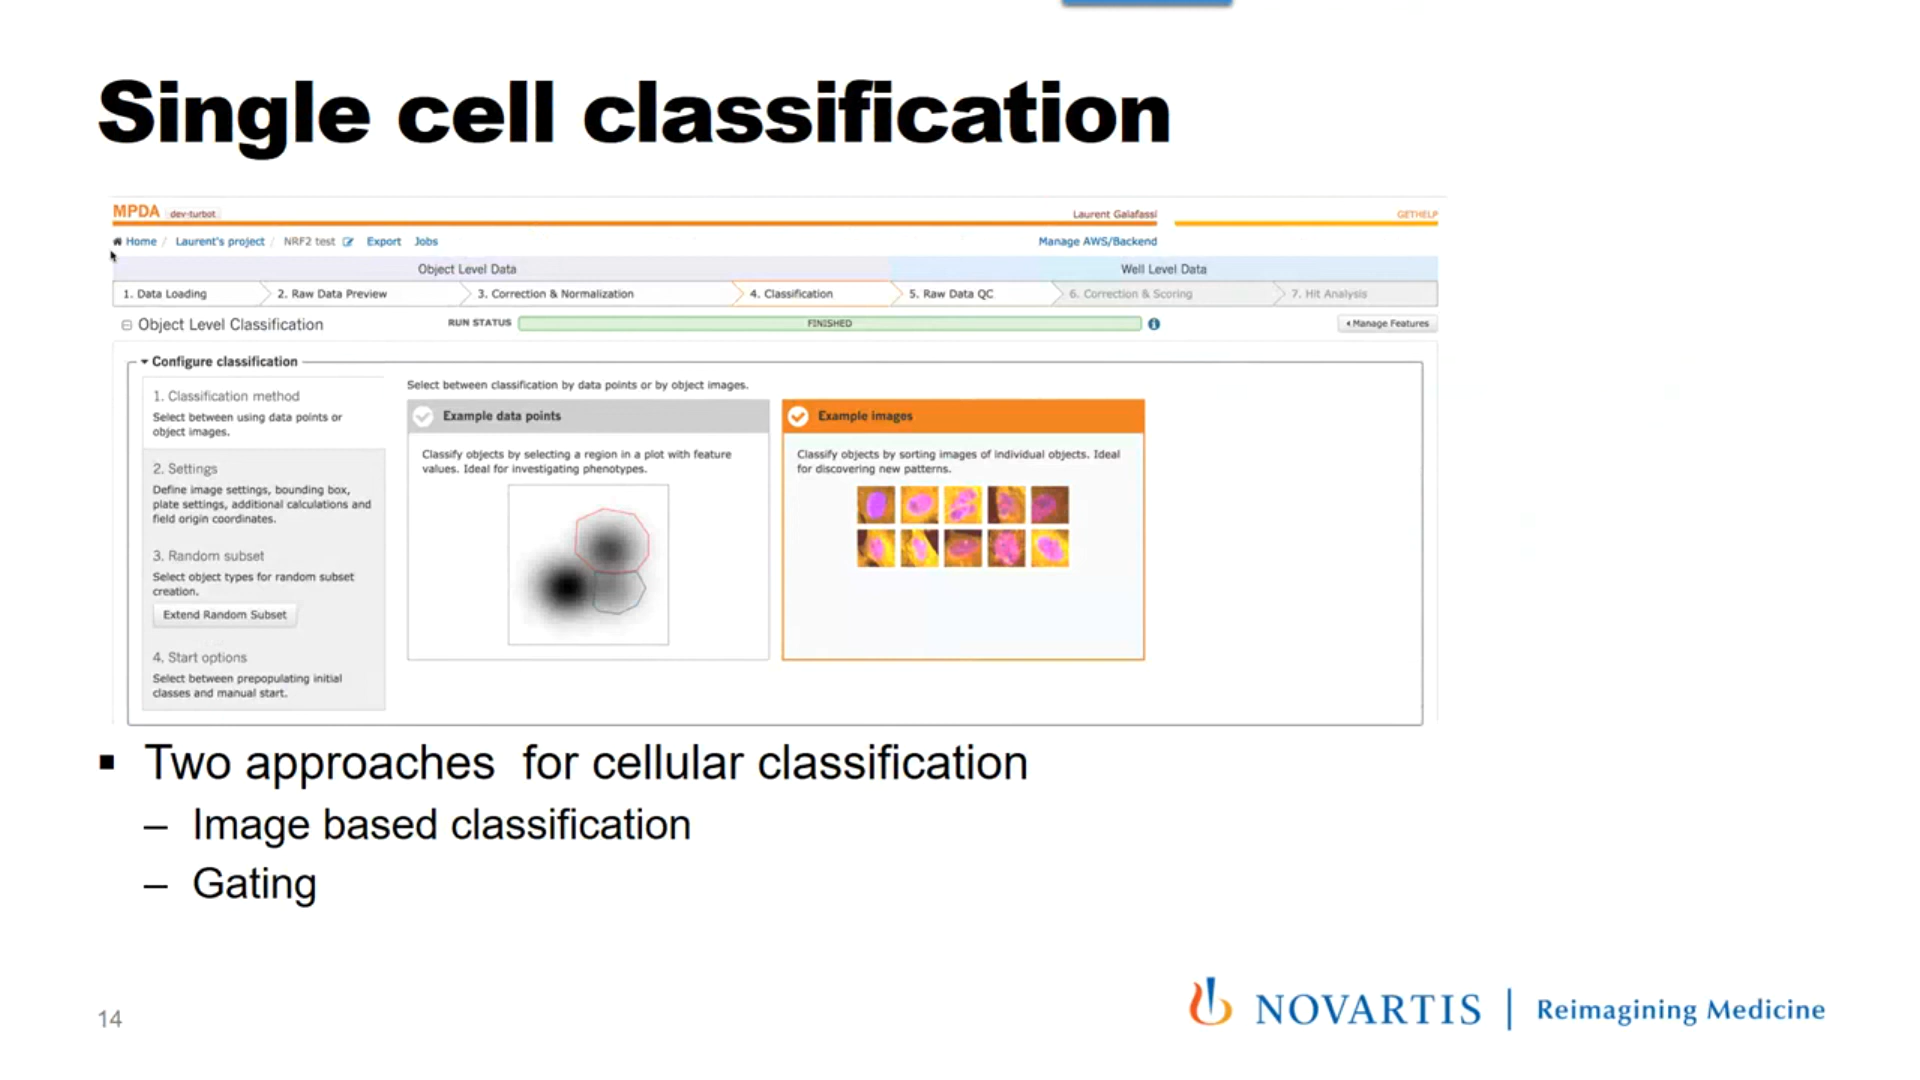 Single cell classification
MPDA dev-turbot
Laurent Galafassi
GETHELP
Home / Laurent's project / NRF2 test Export Jobs
Manage AWS/Backend
Object Level Data
Well Level Data
1. Data Loading
2. Raw Data Preview
3. Correction & Normalization
4. Classification
5. Raw Data QC
6. Correction & Scoring
7. Hit Analysis
Object Level Classification
RUN STATUS
FINISHED
Manage Features
Configure classification
1. Classification method
Select between using data points or
object images.
2. Settings
Define image settings, bounding box,
plate settings, additional calculations and
field origin coordinates.
3. Random subset
Select object types for random subset
creation.
Extend Random Subset
4. Start options
Select between prepopulating initial
classes and manual start.
Select between classification by data points or by object images.
Example data points
Classify objects by selecting a region in a plot with feature
values. Ideal for investigating phenotypes.
Example images
Classify objects by sorting images of individual objects. Ideal
for discovering new patterns.
▪ Two approaches for cellular classification
– Image based classification
– Gating
14
NOVARTIS | Reimagining Medicine